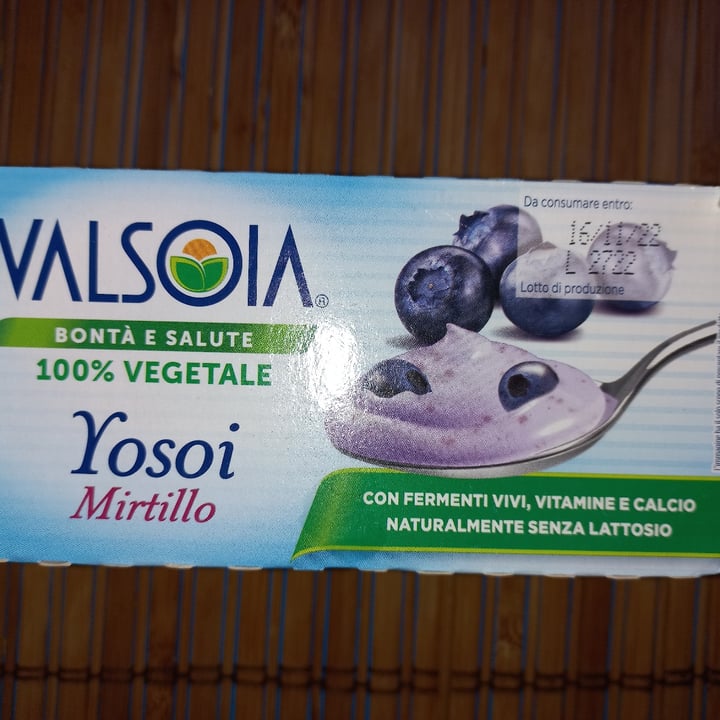 VALSOIA®
BONTÀ E SALUTE
100% VEGETALE
Yosoi
Mirtillo
Da consumare entro:
16/11/22
L 2732
Lotto di produzione
CON FERMENTI VIVI, VITAMINE E CALCIO
NATURALMENTE SENZA LATTOSIO